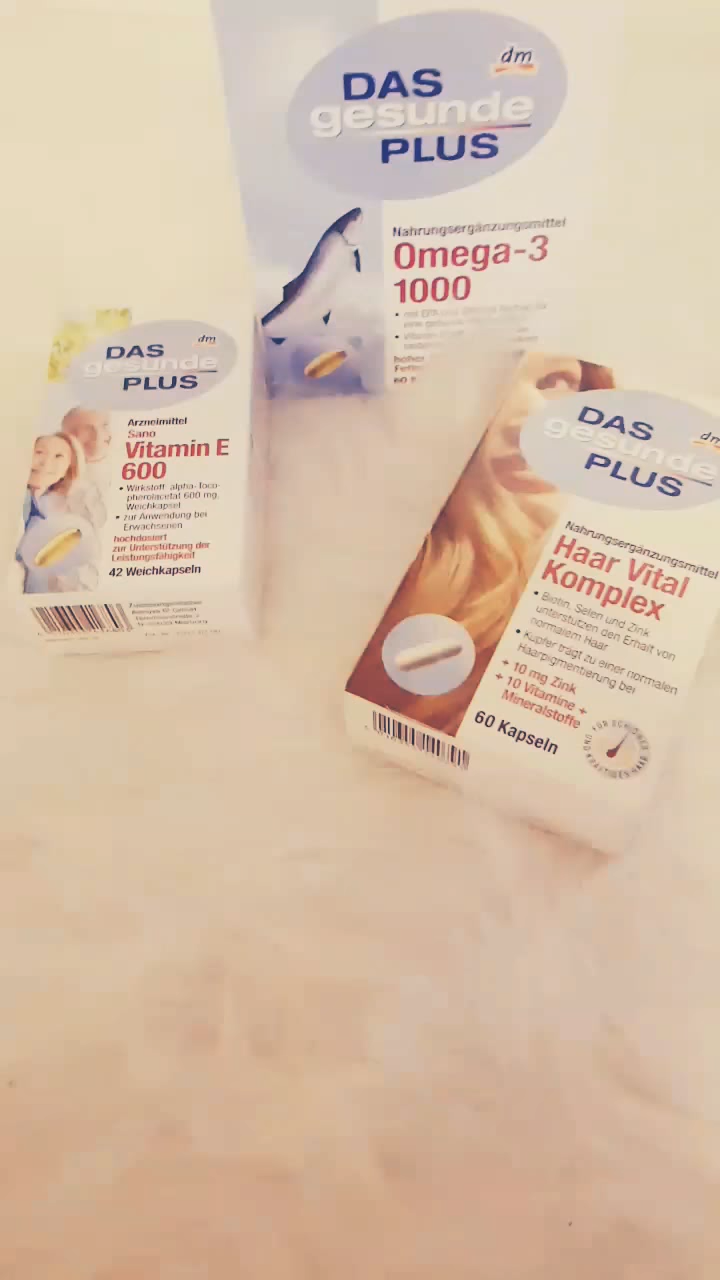 dm
DAS
gesunde
PLUS
Nahrungsergänzungsmittel
Omega-3
1000
hoher
60
dm
DAS
gesunde
PLUS
Arzneimittel
Sano
Vitamin E
600
• Wirkstoff: alpha-Toco-
pherolacetat 600 mg,
Weichkapsel
• zur Anwendung bei
Erwachsenen
hochdosiert
zur Unterstützung der
Leistungsfähigkeit
42 Weichkapseln
dm
DAS
gesunde
PLUS
Nahrungsergänzungsmittel
Haar Vital
Komplex
• Biotin, Selen und Zink
unterstützen den Erhalt von
normalem Haar
• Kupfer trägt zu einer normalen
Haarpigmentierung bei
+ 10 mg Zink
+ 10 Vitamine +
Mineralstoffe
60 Kapseln